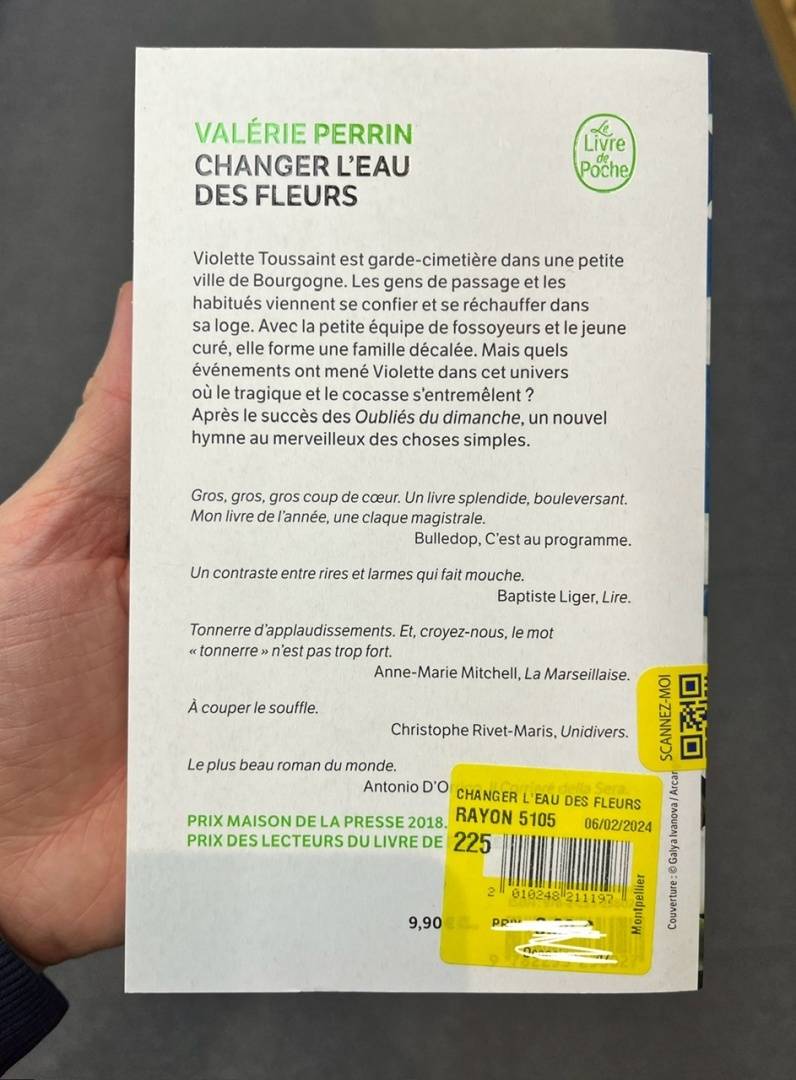 VALÉRIE PERRIN
CHANGER L'EAU
DES FLEURS
Le
Livre
de
Poche
Violette Toussaint est garde-cimetière dans une petite
ville de Bourgogne. Les gens de passage et les
habitués viennent se confier et se réchauffer dans
sa loge. Avec la petite équipe de fossoyeurs et le jeune
curé, elle forme une famille décalée. Mais quels
événements ont mené Violette dans cet univers
où le tragique et le cocasse s'entremêlent ?
Après le succès des Oubliés du dimanche, un nouvel
hymne au merveilleux des choses simples.
Gros, gros, gros coup de cœur. Un livre splendide, bouleversant.
Mon livre de l'année, une claque magistrale.
Bulledop, C'est au programme.
Un contraste entre rires et larmes qui fait mouche.
Baptiste Liger, Lire.
Tonnerre d'applaudissements. Et, croyez-nous, le mot
« tonnerre » n'est pas trop fort.
Anne-Marie Mitchell, La Marseillaise.
À couper le souffle.
Christophe Rivet-Maris, Unidivers.
Le plus beau roman du monde.
Antonio Il Corriere della Sera.
PRIX MAISON DE LA PRESSE 2018.
PRIX DES LECTEURS DU LIVRE DE
9,90
SCANNEZ-MOI
CHANGER L'EAU DES FLEURS
RAYON 5105 06/02/2024
225
2 010248 211197
Montpellier
Couverture : © Galya Ivanova /